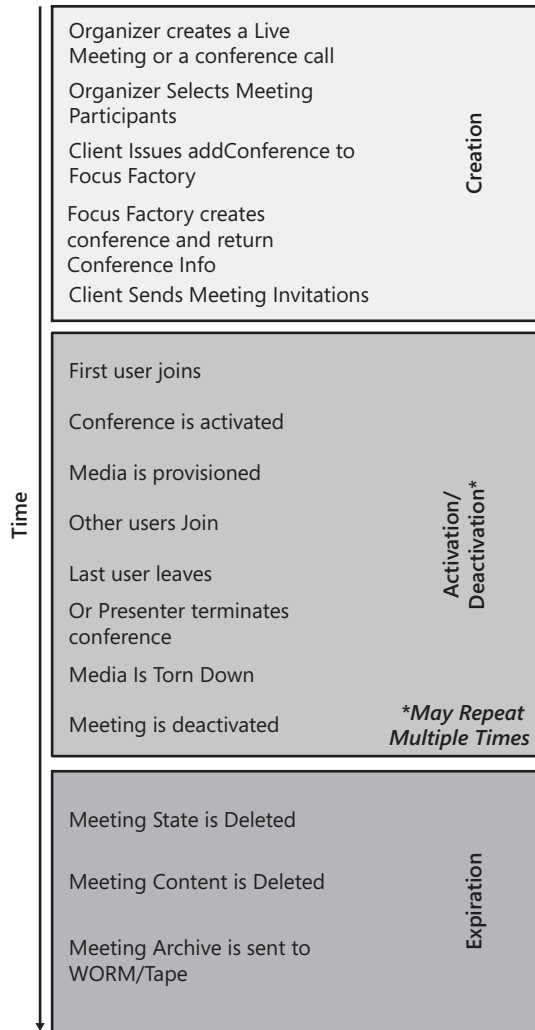 Organizer creates a Live
Meeting or a conference call
Organizer Selects Meeting
Participants
Client Issues addConference to
Focus Factory
Focus Factory creates
conference and return
Conference Info
Client Sends Meeting Invitations
Creation
First user joins
Conference is activated
Media is provisioned
Other users Join
Last user leaves
Or Presenter terminates
conference
Media Is Torn Down
Meeting is deactivated
Activation/
Deactivation*
*May Repeat
Multiple Times
Time
Meeting State is Deleted
Meeting Content is Deleted
Meeting Archive is sent to
WORM/Tape
Expiration